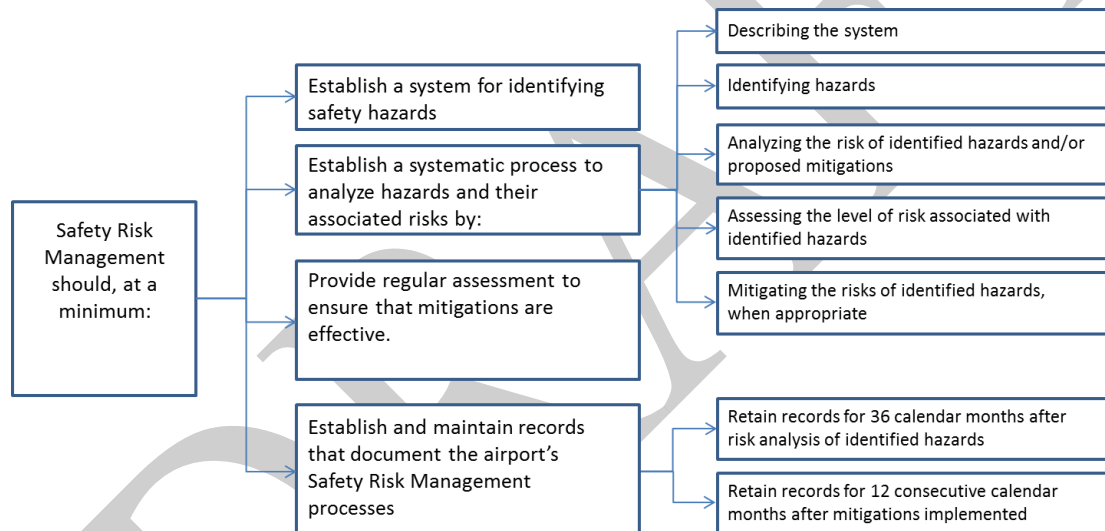 Safety Risk
Management
should, at a
minimum:
Establish a system for identifying
safety hazards
Establish a systematic process to
analyze hazards and their
associated risks by:
Provide regular assessment to
ensure that mitigations are
effective.
Establish and maintain records
that document the airport’s
Safety Risk Management
processes
Describing the system
Identifying hazards
Analyzing the risk of identified hazards and/or
proposed mitigations
Assessing the level of risk associated with
identified hazards
Mitigating the risks of identified hazards,
when appropriate
Retain records for 36 calendar months after
risk analysis of identified hazards
Retain records for 12 consecutive calendar
months after mitigations implemented